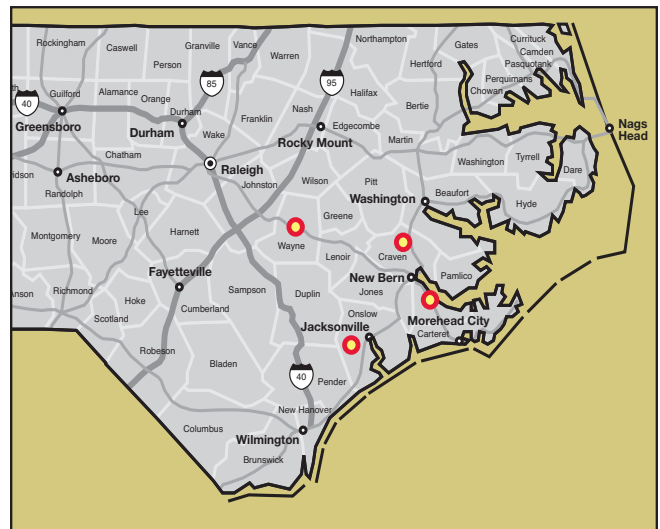 Rockingham
Caswell
Person
Granville
Vance
Warren
Northampton
Gates
Currituck
Camden
Pasquotank
Perquimans
Chowan
Hertford
Halifax
Bertie
85
95
40
Guilford
Greensboro
Alamance
Orange
Durham
Durham
Wake
Franklin
Nash
Edgecombe
Rocky Mount
Martin
Washington
Tyrrell
Dare
Nags
Head
Chatham
Raleigh
Johnston
Wilson
Pitt
Washington
Beaufort
Hyde
idson
Asheboro
Randolph
Lee
Harnett
Wayne
Greene
Lenoir
Craven
Pamlico
Montgomery
Moore
Fayetteville
Sampson
Duplin
New Bern
Jones
Anson
Richmond
Hoke
Scotland
Cumberland
Onslow
Jacksonville
Morehead City
Carteret
Robeson
Bladen
40
Pender
New Hanover
Columbus
Wilmington
Brunswick